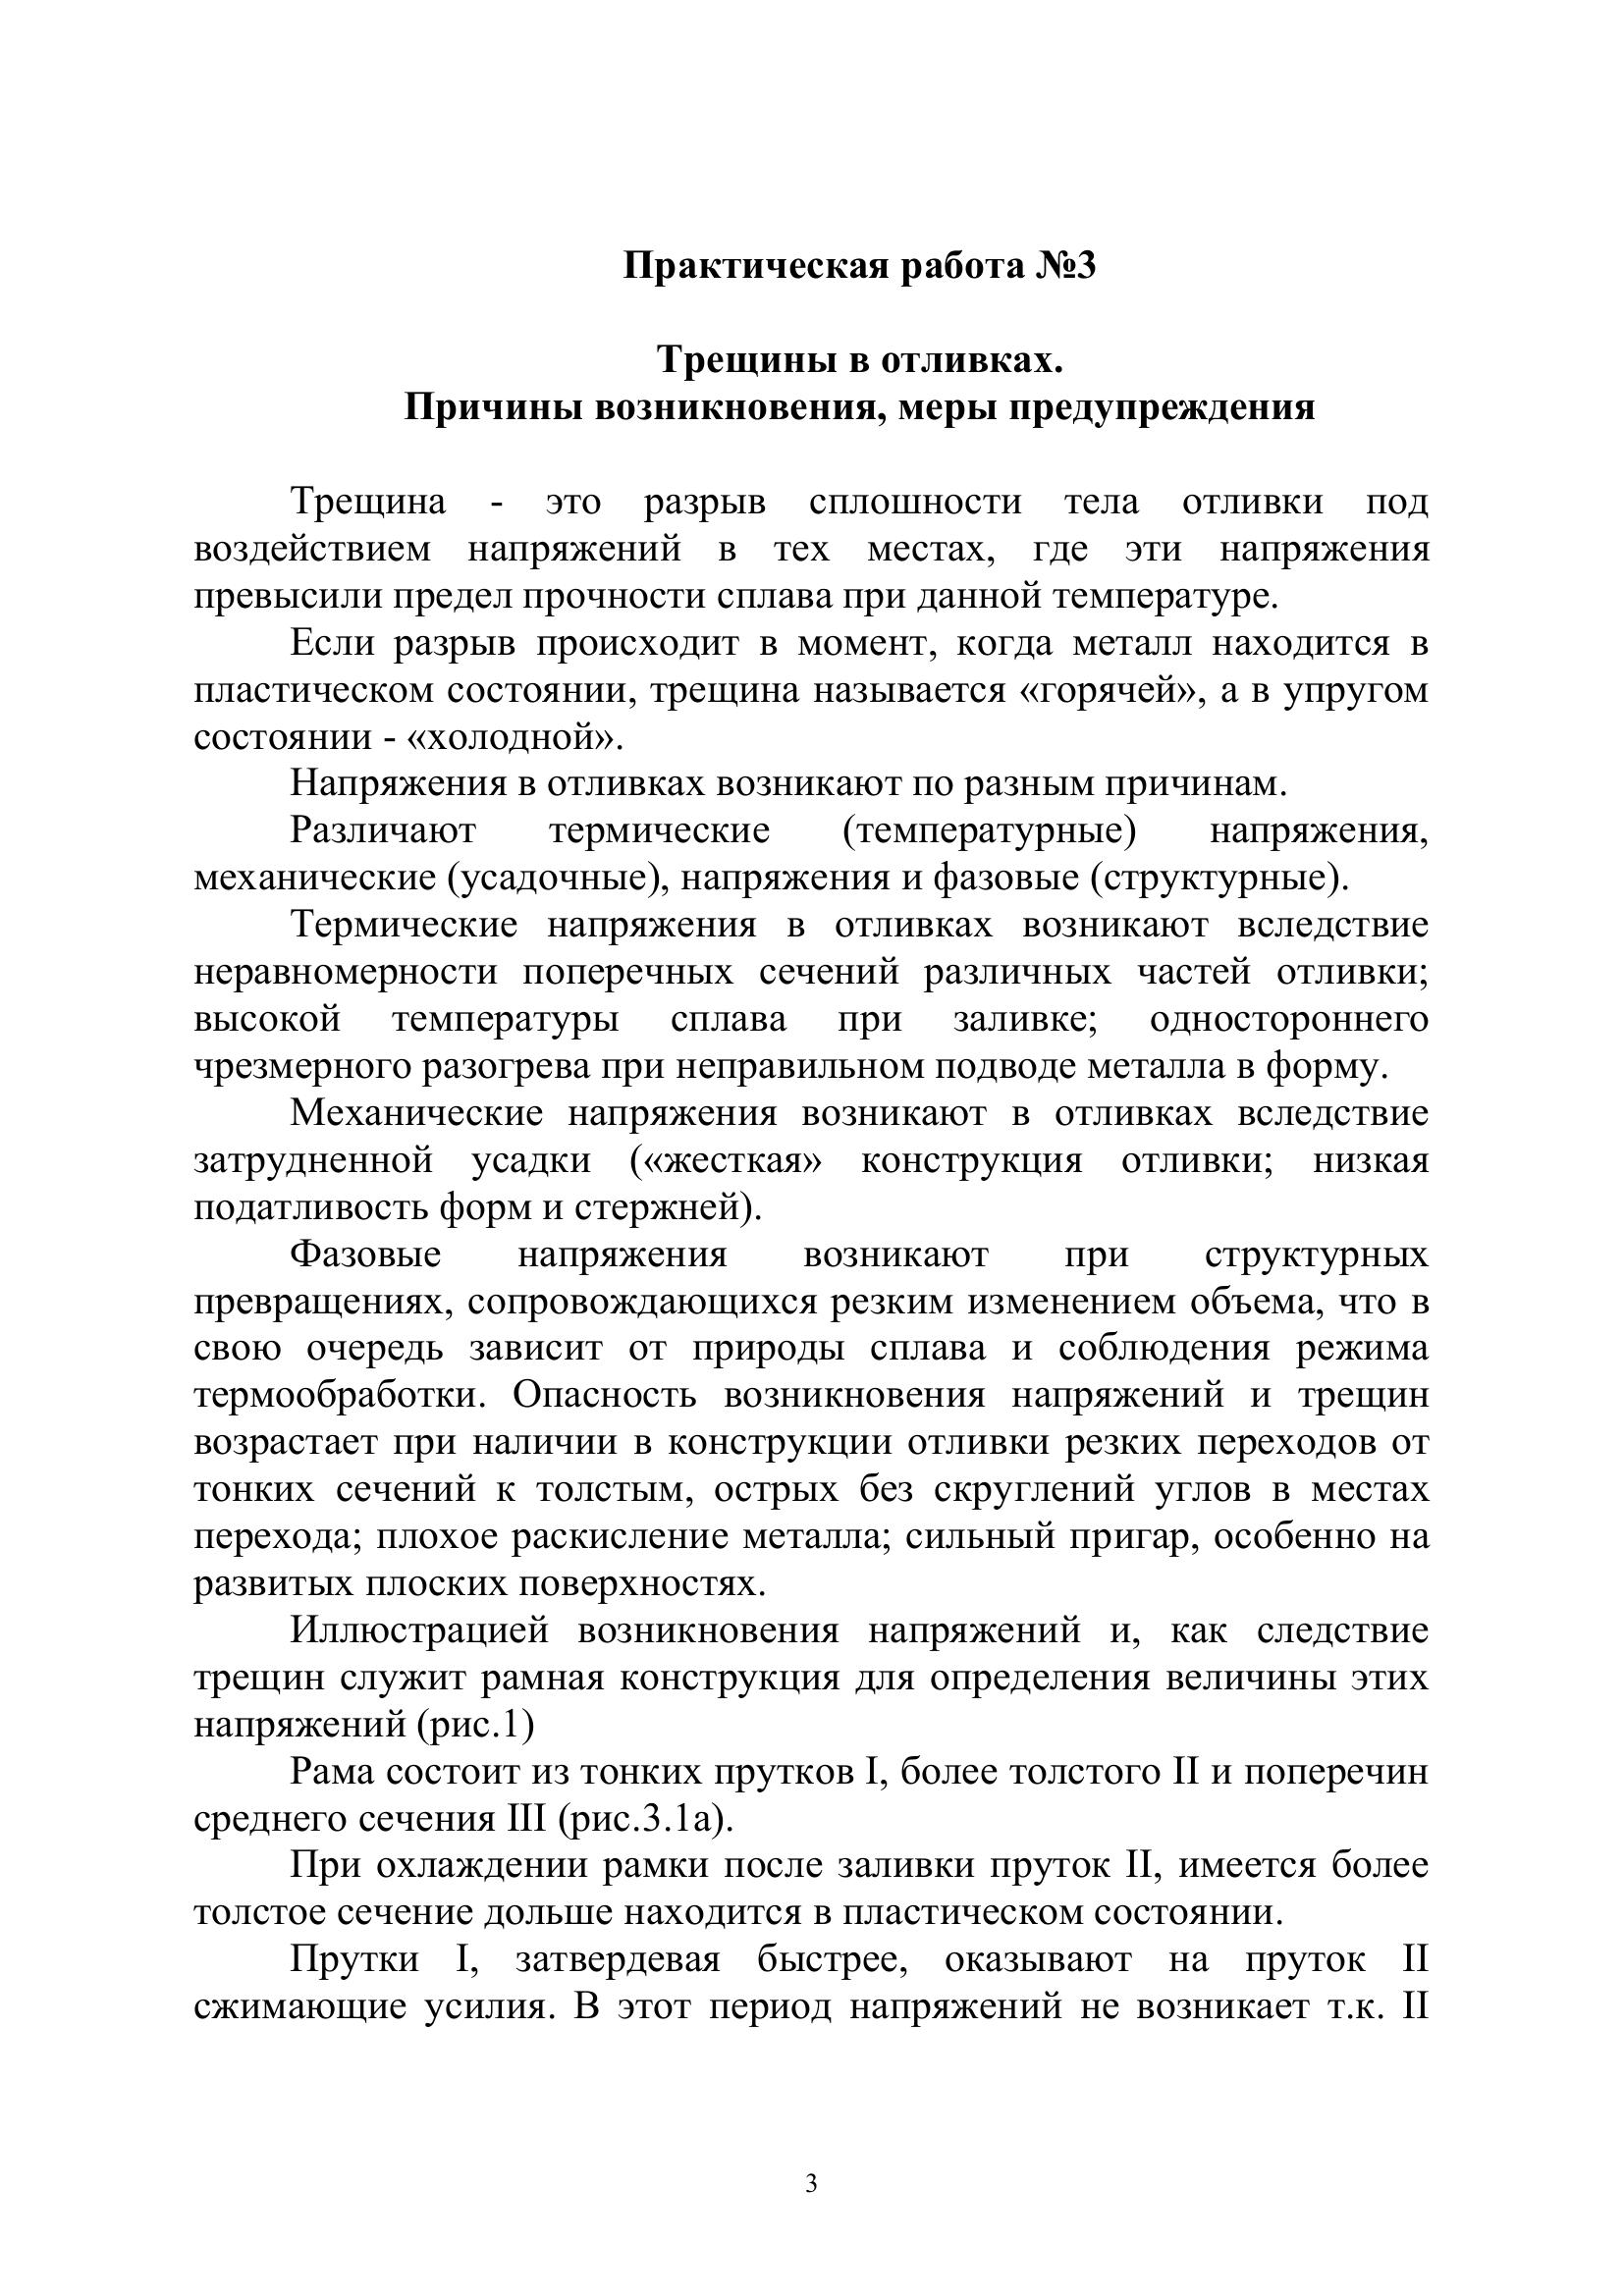 Практическая работа №3
Трещины в отливках.
Причины возникновения, меры предупреждения
Трещина - это разрыв сплошности тела отливки под
воздействием напряжений в тех местах, где эти напряжения
превысили предел прочности сплава при данной температуре.
Если разрыв происходит в момент, когда металл находится в
пластическом состоянии, трещина называется «горячей», а в упругом
состоянии - «холодной».
Напряжения в отливках возникают по разным причинам.
Различают термические (температурные) напряжения,
механические (усадочные), напряжения и фазовые (структурные).
Термические напряжения в отливках возникают вследствие
неравномерности поперечных сечений различных частей отливки;
высокой температуры сплава при заливке; одностороннего
чрезмерного разогрева при неправильном подводе металла в форму.
Механические напряжения возникают в отливках вследствие
затрудненной усадки («жесткая» конструкция отливки; низкая
податливость форм и стержней).
Фазовые напряжения возникают при структурных
превращениях, сопровождающихся резким изменением объема, что в
свою очередь зависит от природы сплава и соблюдения режима
термообработки. Опасность возникновения напряжений и трещин
возрастает при наличии в конструкции отливки резких переходов от
тонких сечений к толстым, острых без скруглений углов в местах
перехода; плохое раскисление металла; сильный пригар, особенно на
развитых плоских поверхностях.
Иллюстрацией возникновения напряжений и, как следствие
трещин служит рамная конструкция для определения величины этих
напряжений (рис.1)
Рама состоит из тонких прутков I, более толстого II и поперечин
среднего сечения III (рис.3.1а).
При охлаждении рамки после заливки пруток II, имеется более
толстое сечение дольше находится в пластическом состоянии.
Прутки I, затвердевая быстрее, оказывают на пруток II
сжимающие усилия. В этот период напряжений не возникает т.к. II
3